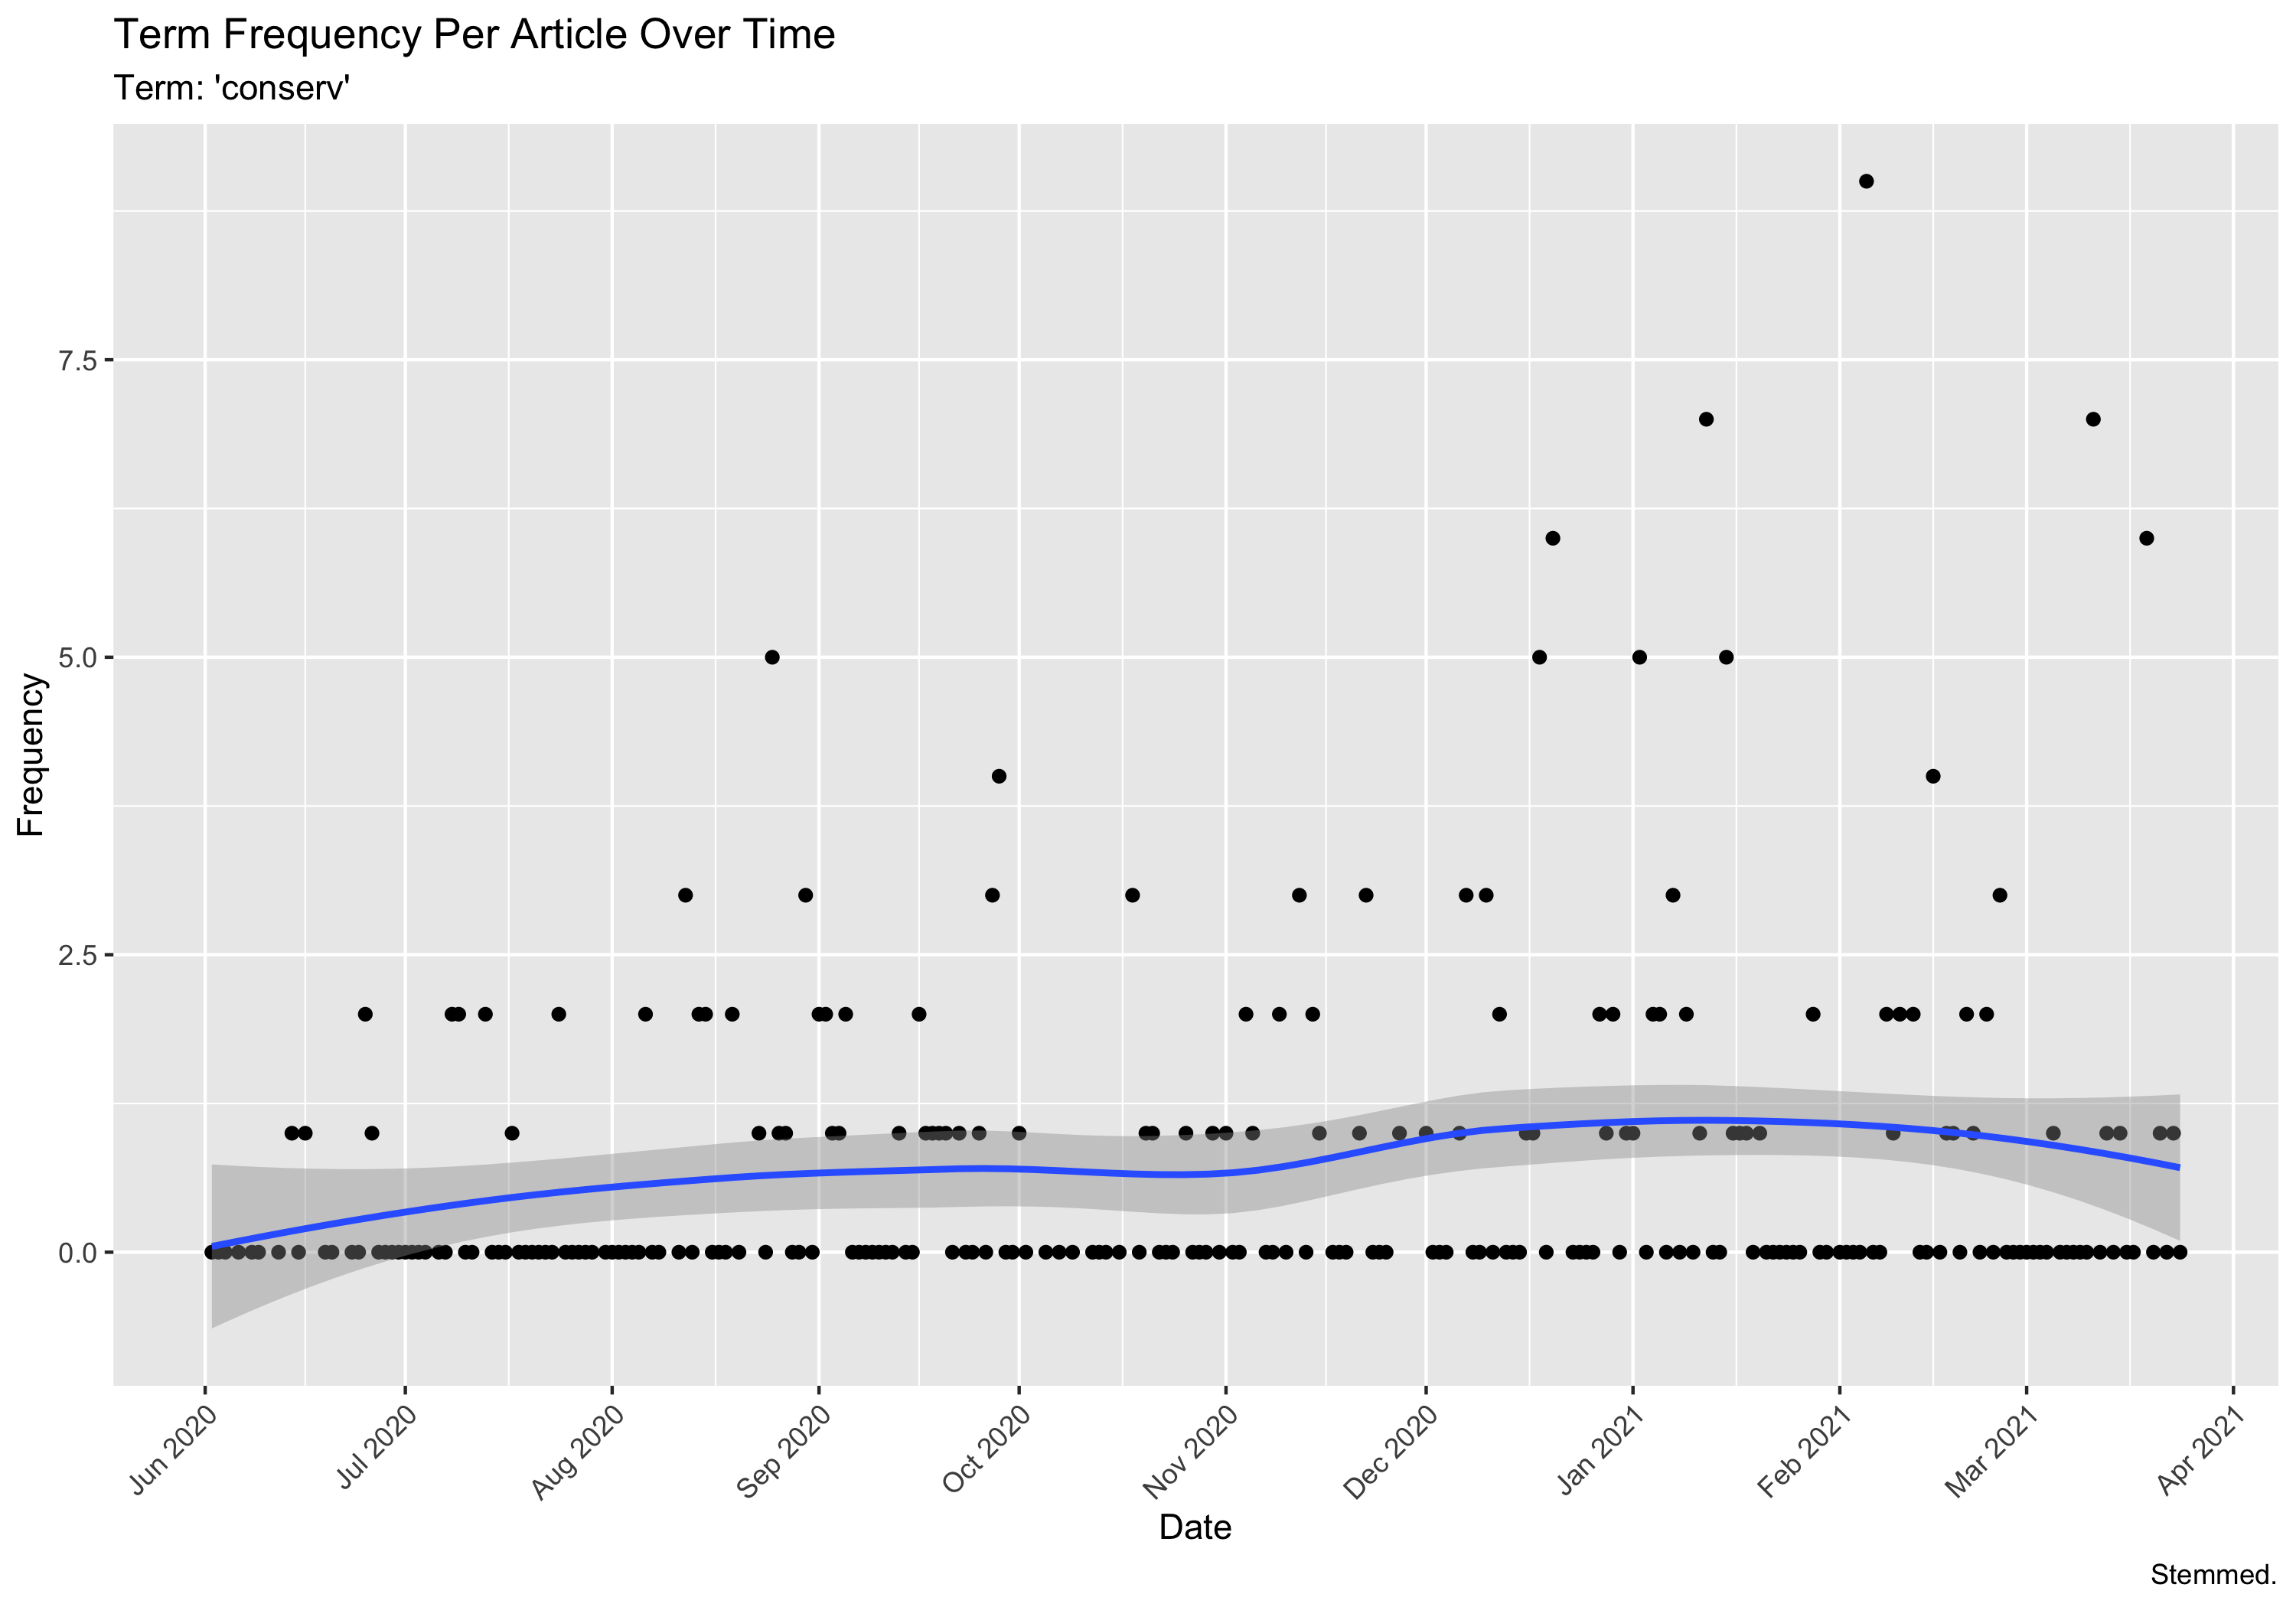 Term Frequency Per Article Over Time
Term: 'conserv'
7.5
5.0
2.5
0.0
Frequency
Jun 2020
Jul 2020
Aug 2020
Sep 2020
Oct 2020
Nov 2020
Dec 2020
Jan 2021
Feb 2021
Mar 2021
Apr 2021
Date
Stemmed.